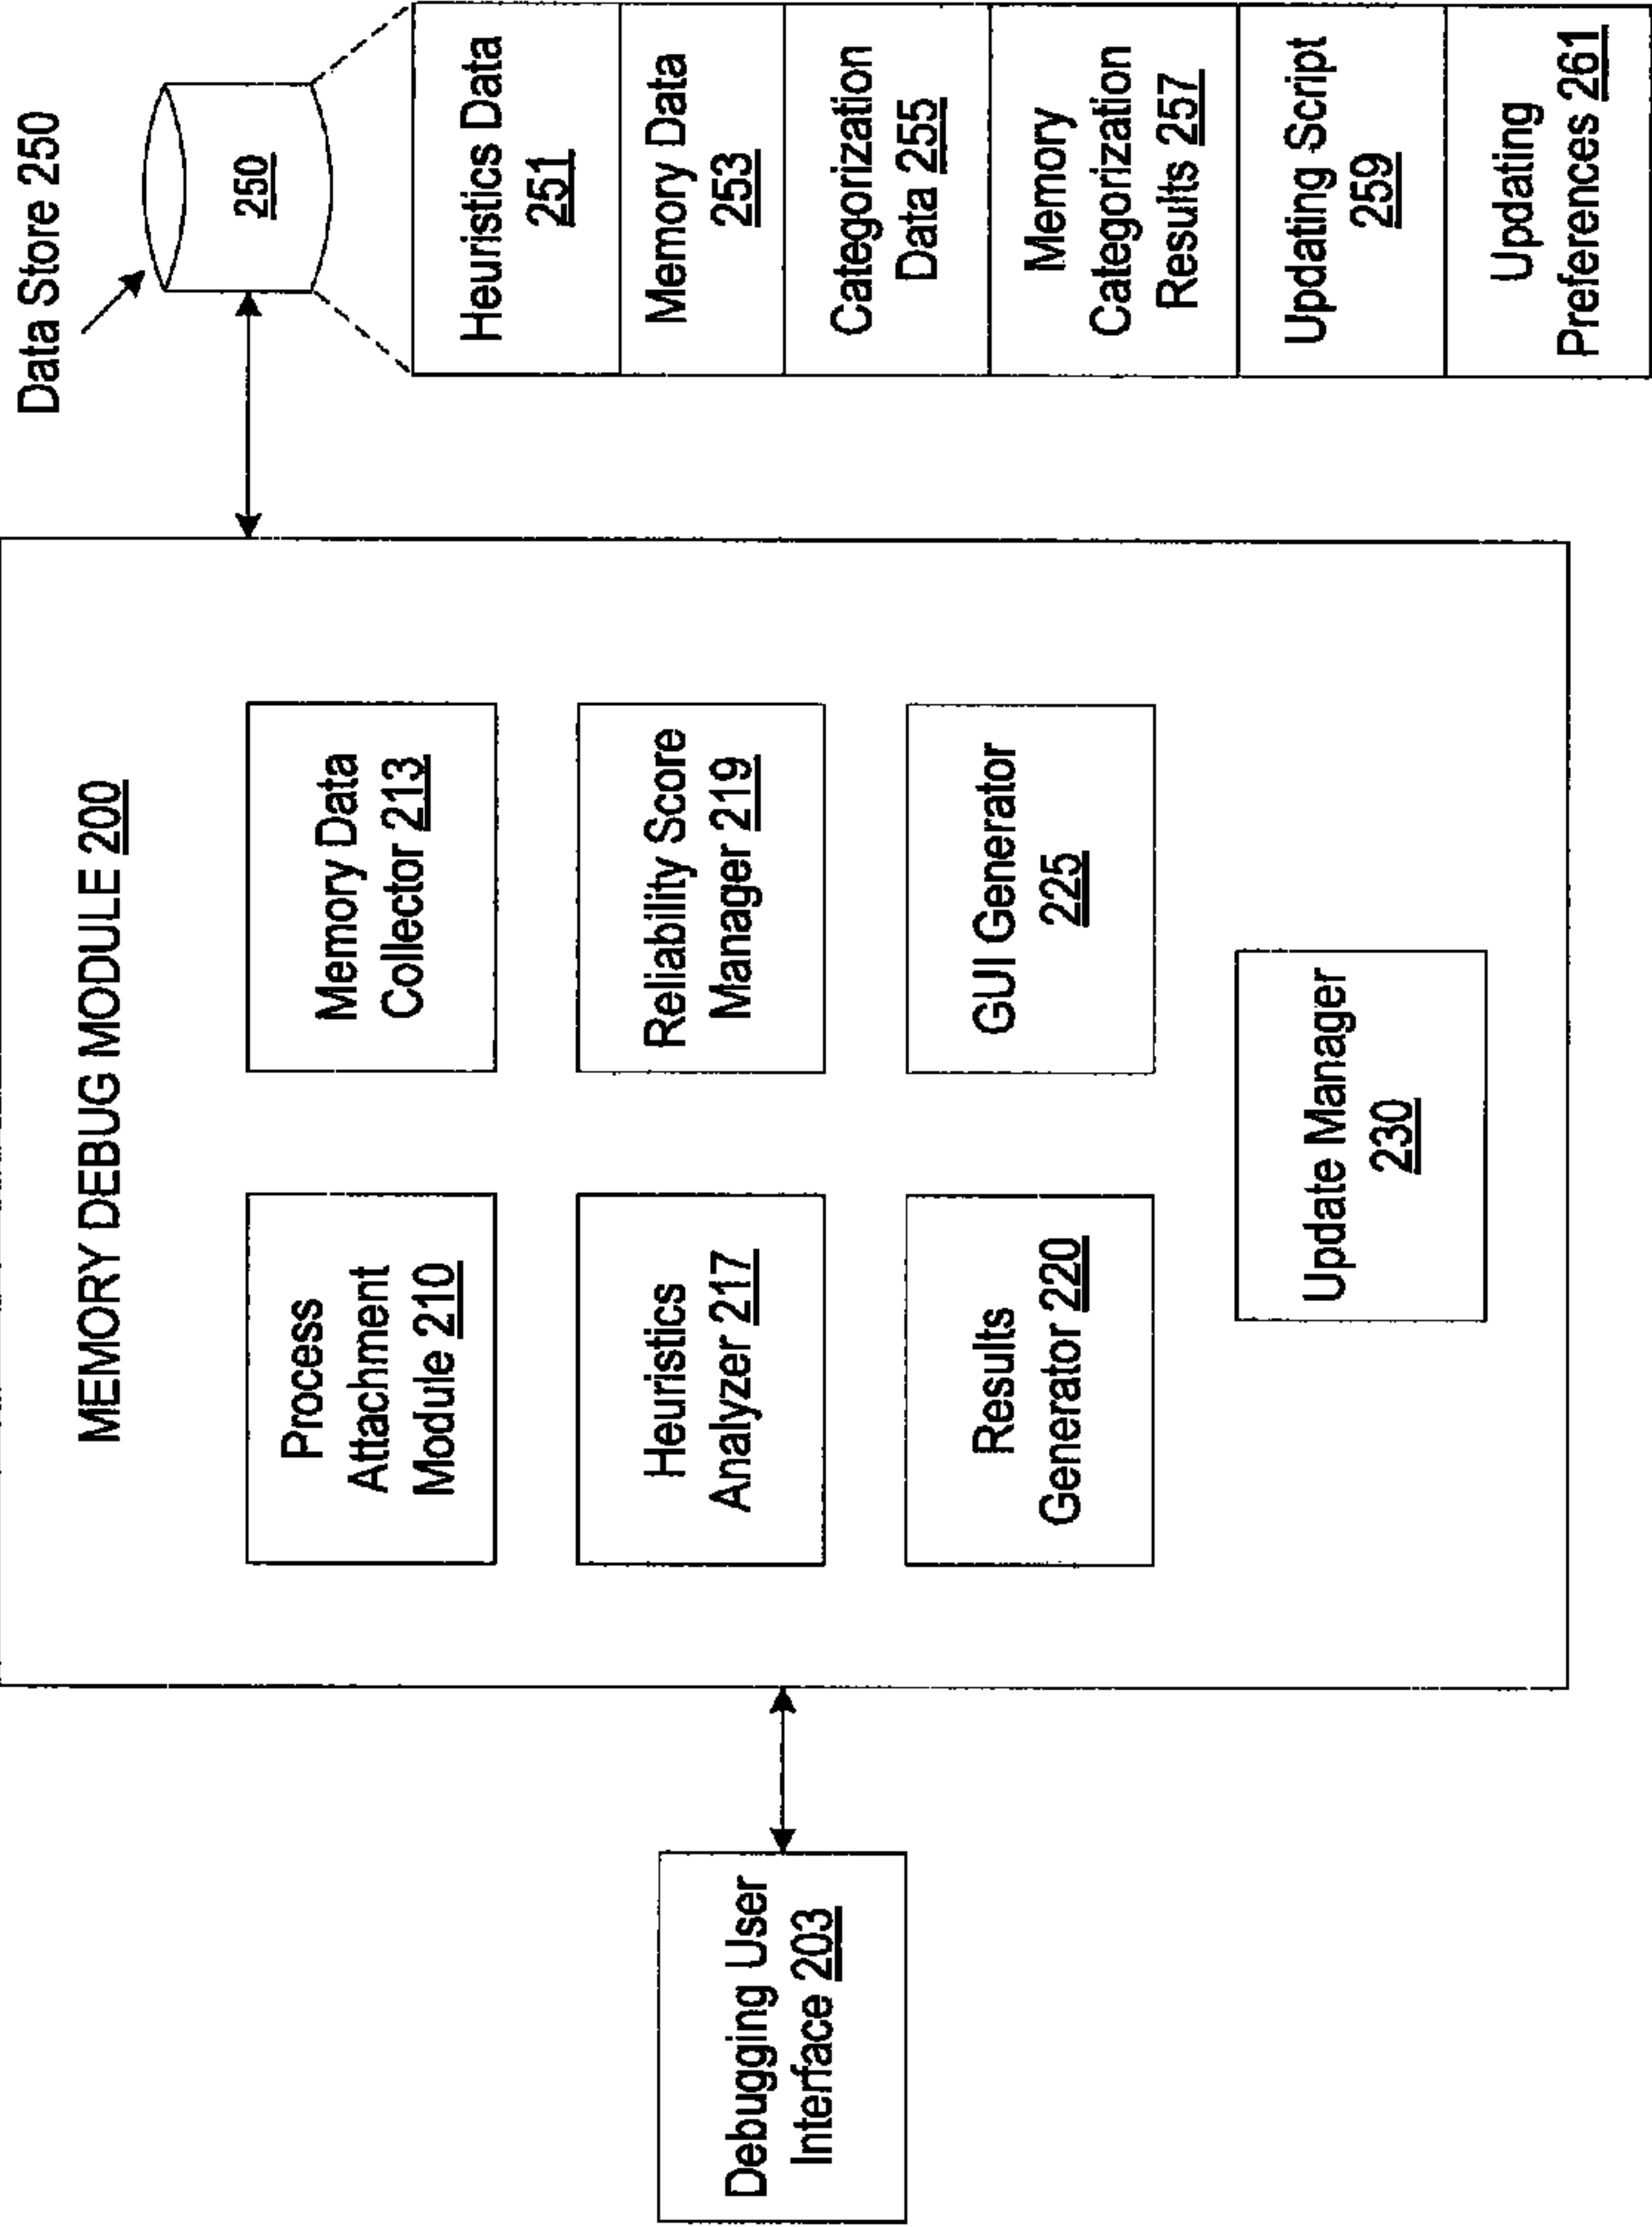 MEMORY DEBUG MODULE 200
Process
Attachment
Module 210
Memory Data
Collector 213
Heuristics
Analyzer 217
Reliability Score
Manager 219
Results
Generator 220
GUI Generator
225
Update Manager
230
Debugging User
Interface 203
Data Store 250
250
Heuristics Data
251
Memory Data
253
Categorization
Data 255
Memory
Categorization
Results 257
Updating Script
259
Updating
Preferences 261